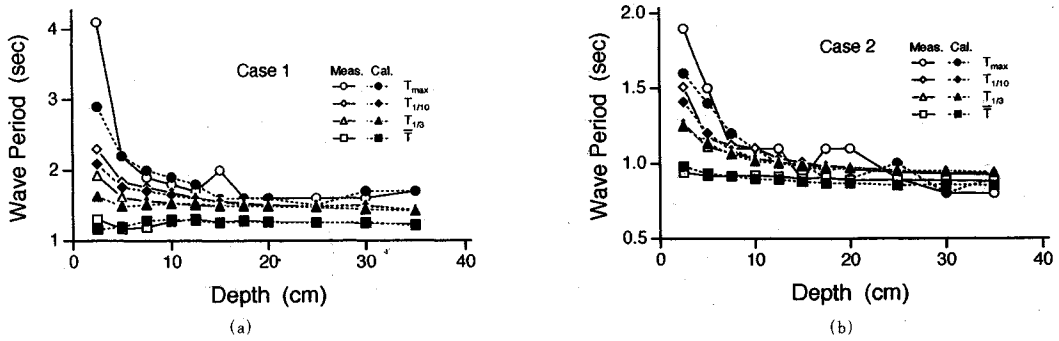 4
3
2
1
0
10
20
30
40
Wave Period (sec)
Depth (cm)
Case 1
Meas. Cal.
Tmax
T1/10
T1/3
T̅
(a)
2.0
1.5
1.0
0.5
0
10
20
30
40
Wave Period (sec)
Depth (cm)
Case 2
Meas. Cal.
Tmax
T1/10
T1/3
T̅
(b)